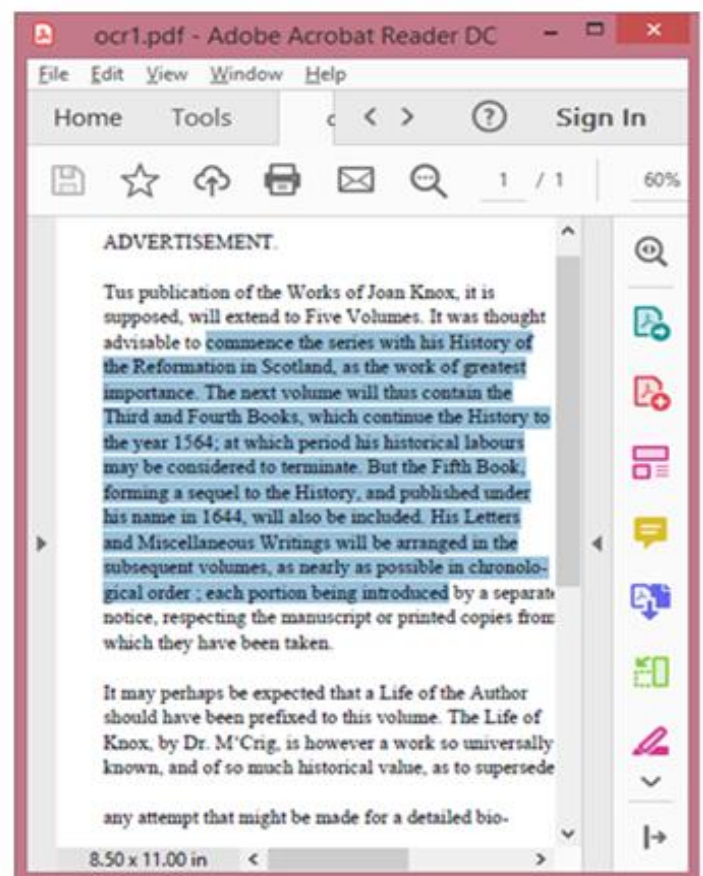 ocr1.pdf - Adobe Acrobat Reader DC
File Edit View Window Help
Home Tools Sign In
1 / 1 60%
ADVERTISEMENT.
Tus publication of the Works of Joan Knox, it is
supposed, will extend to Five Volumes. It was thought
advisable to commence the series with his History of
the Reformation in Scotland, as the work of greatest
importance. The next volume will thus contain the
Third and Fourth Books, which continue the History to
the year 1564; at which period his historical labours
may be considered to terminate. But the Fifth Book,
forming a sequel to the History, and published under
his name in 1644, will also be included. His Letters
and Miscellaneous Writings will be arranged in the
subsequent volumes, as nearly as possible in chronolo-
gical order ; each portion being introduced by a separate
notice, respecting the manuscript or printed copies from
which they have been taken.
It may perhaps be expected that a Life of the Author
should have been prefixed to this volume. The Life of
Knox, by Dr. M‘Crig, is however a work so universally
known, and of so much historical value, as to supersede
any attempt that might be made for a detailed bio-
8.50 x 11.00 in